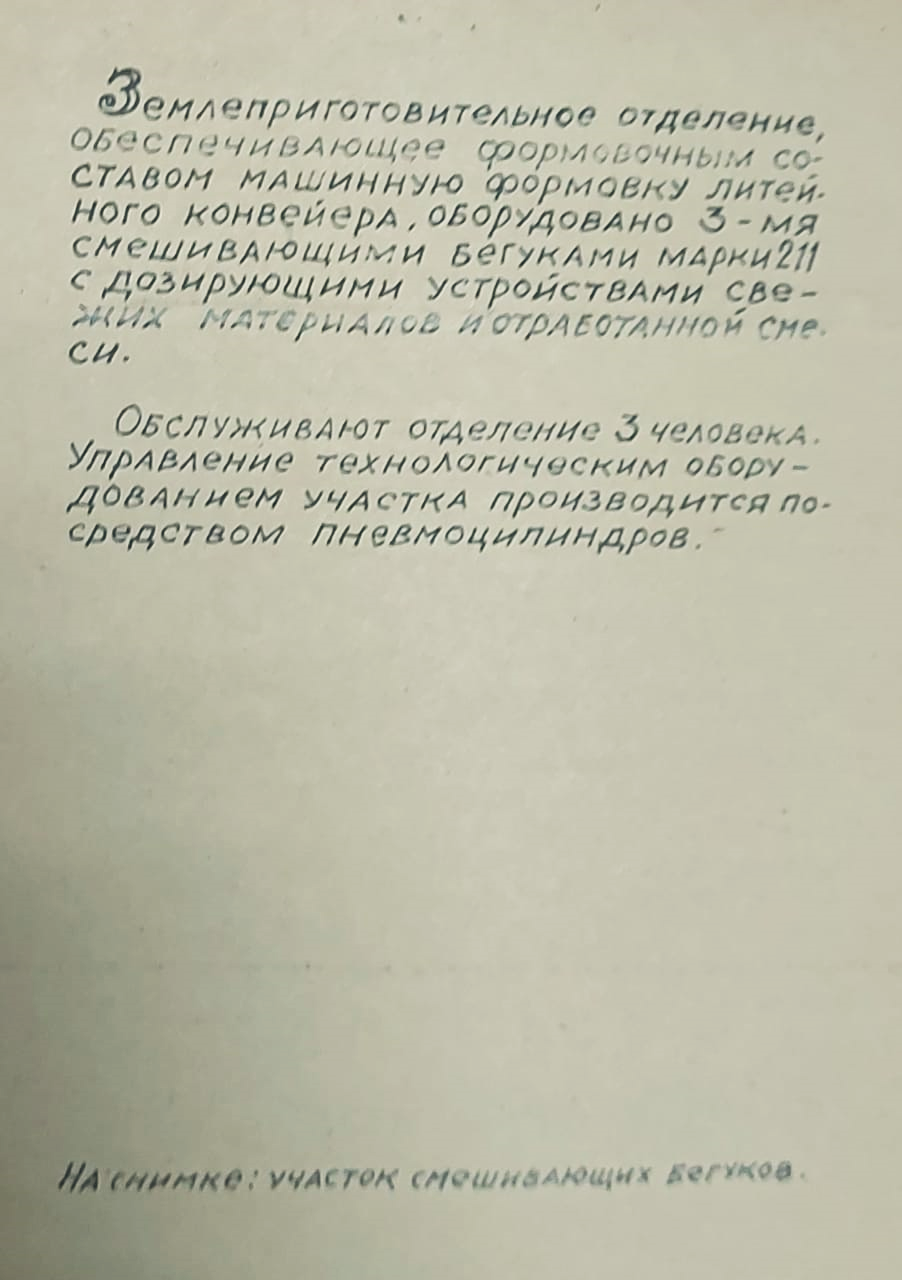 Землеприготовительное отделение,
обеспечивающее формовочным со-
ставом машинную формовку литей-
ного конвейера, оборудовано 3-мя
смешивающими бегуками марки 211
с дозирующими устройствами све-
жих материалов и отработанной сме-
си.
Обслуживают отделение 3 человека.
Управление технологическим обору-
дованием участка производится по-
средством пневмоцилиндров.
На снимке: участок смешивающих бегуков.